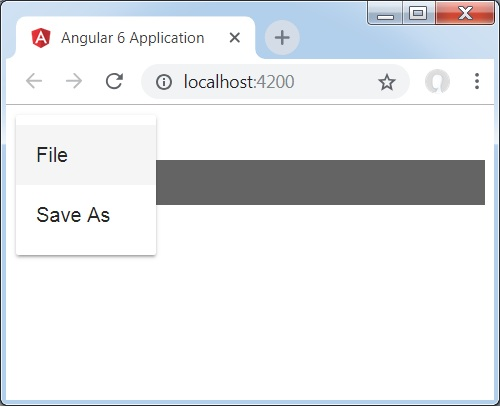 Angular 6 Application
localhost:4200
File
Save As